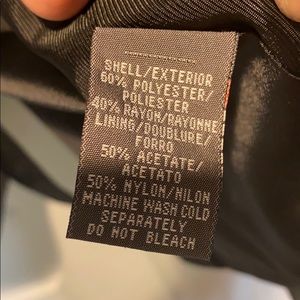 SHELL/EXTERIOR
60% POLYESTER/
POLIESTER
40% RAYON/RAYONNE
LINING/DOUBLURE/
FORRO
50% ACETATE/
ACETATO
50% NYLON/NILON
MACHINE WASH COLD
SEPARATELY
DO NOT BLEACH